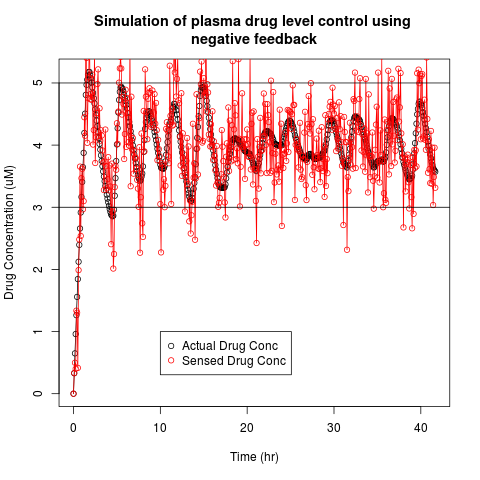 Simulation of plasma drug level control using
negative feedback
Drug Concentration (uM)
5
4
3
2
1
0
Actual Drug Conc
Sensed Drug Conc
0 10 20 30 40
Time (hr)